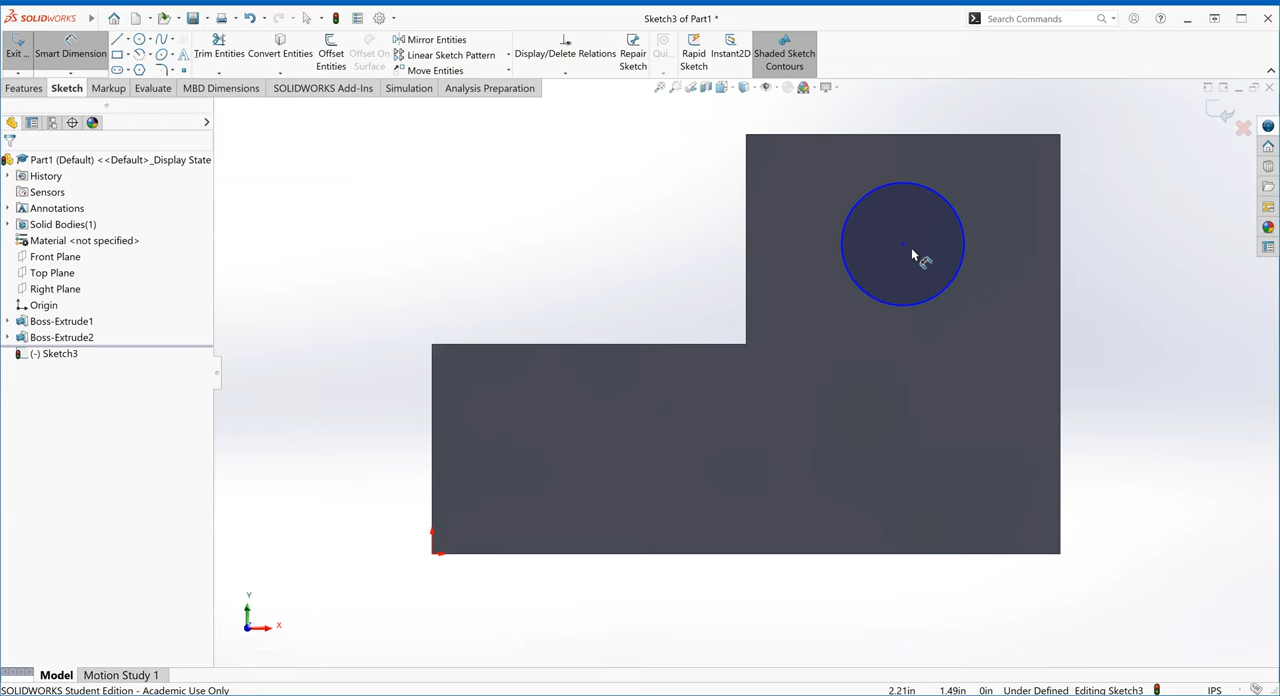 SOLIDWORKS
Sketch3 of Part1 *
Search Commands
Exit ...
Smart Dimension
Trim Entities
Convert Entities
Offset Entities
Offset On Surface
Mirror Entities
Linear Sketch Pattern
Move Entities
Display/Delete Relations
Repair Sketch
Qui...
Rapid Sketch
Instant2D
Shaded Sketch Contours
Features
Sketch
Markup
Evaluate
MBD Dimensions
SOLIDWORKS Add-Ins
Simulation
Analysis Preparation
Part1 (Default) <<Default>_Display State
History
Sensors
Annotations
Solid Bodies(1)
Material <not specified>
Front Plane
Top Plane
Right Plane
Origin
Boss-Extrude1
Boss-Extrude2
(-) Sketch3
Y
X
Model
Motion Study 1
SOLIDWORKS Student Edition - Academic Use Only
2.21in
1.49in
0in
Under Defined
Editing Sketch3
IPS